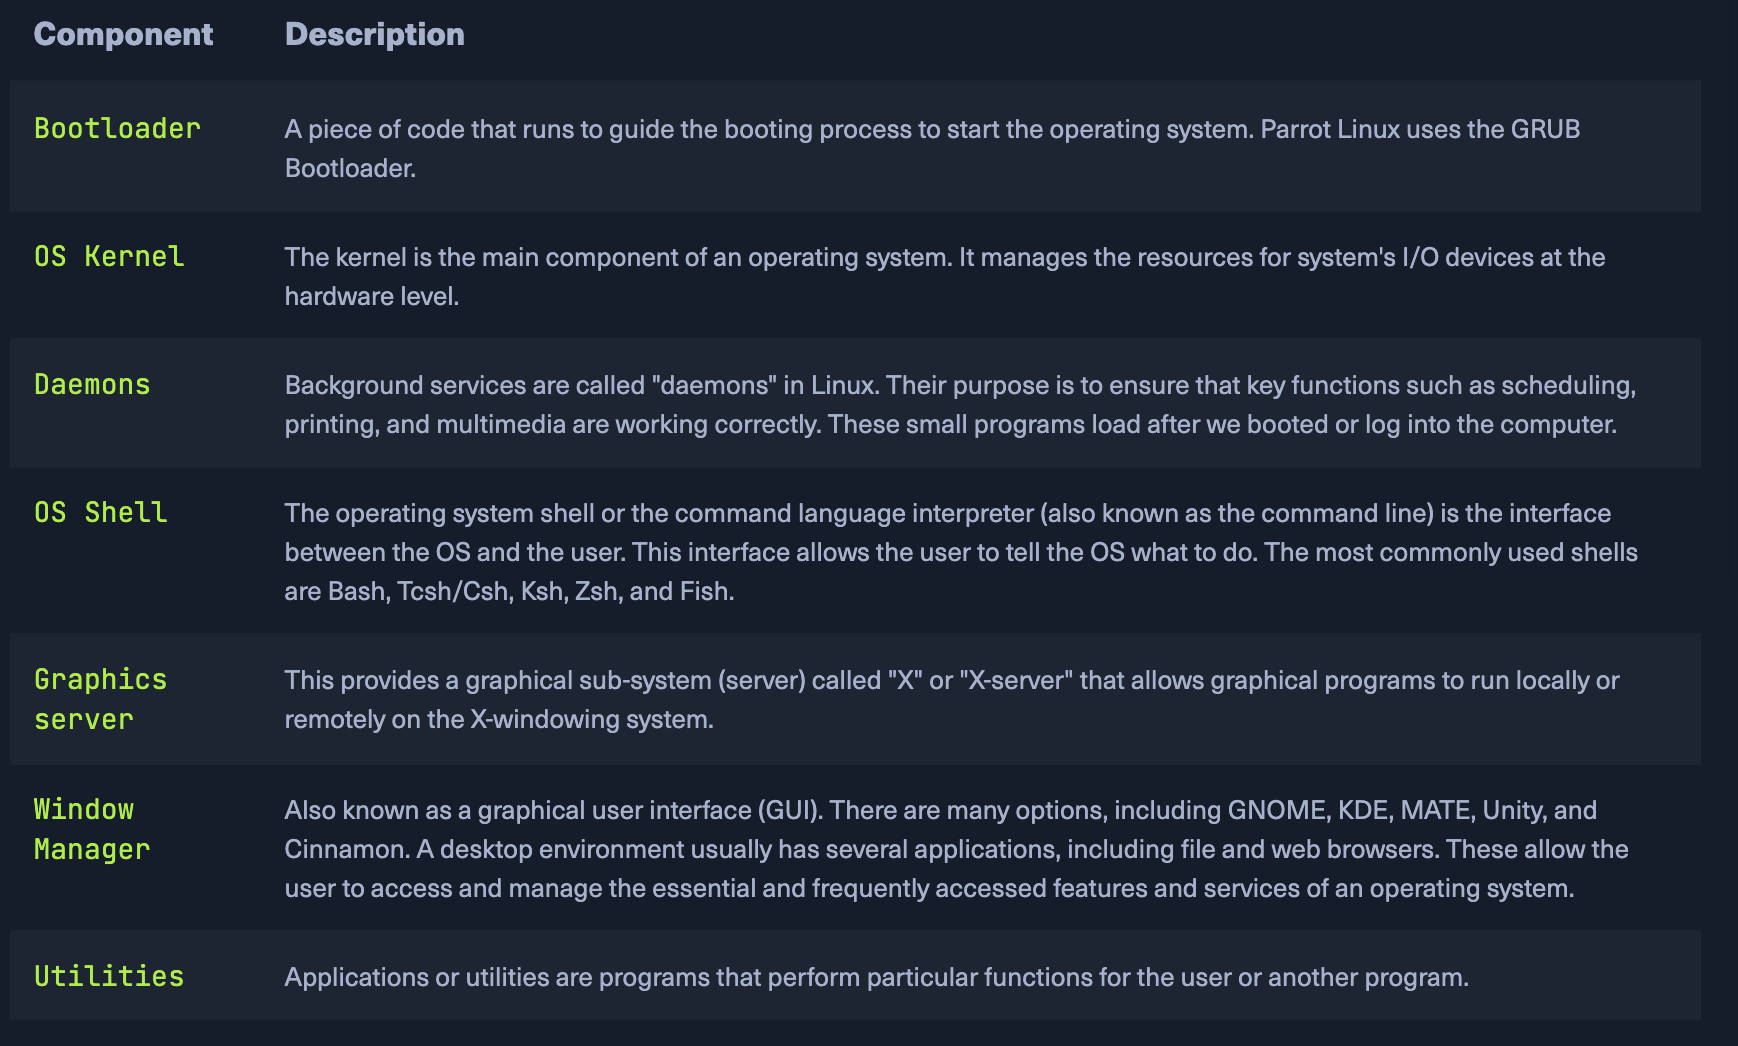 Component Description
Bootloader A piece of code that runs to guide the booting process to start the operating system. Parrot Linux uses the GRUB
Bootloader.
OS Kernel The kernel is the main component of an operating system. It manages the resources for system's I/O devices at the
hardware level.
Daemons Background services are called "daemons" in Linux. Their purpose is to ensure that key functions such as scheduling,
printing, and multimedia are working correctly. These small programs load after we booted or log into the computer.
OS Shell The operating system shell or the command language interpreter (also known as the command line) is the interface
between the OS and the user. This interface allows the user to tell the OS what to do. The most commonly used shells
are Bash, Tcsh/Csh, Ksh, Zsh, and Fish.
Graphics This provides a graphical sub-system (server) called "X" or "X-server" that allows graphical programs to run locally or
server remotely on the X-windowing system.
Window Also known as a graphical user interface (GUI). There are many options, including GNOME, KDE, MATE, Unity, and
Manager Cinnamon. A desktop environment usually has several applications, including file and web browsers. These allow the
user to access and manage the essential and frequently accessed features and services of an operating system.
Utilities Applications or utilities are programs that perform particular functions for the user or another program.